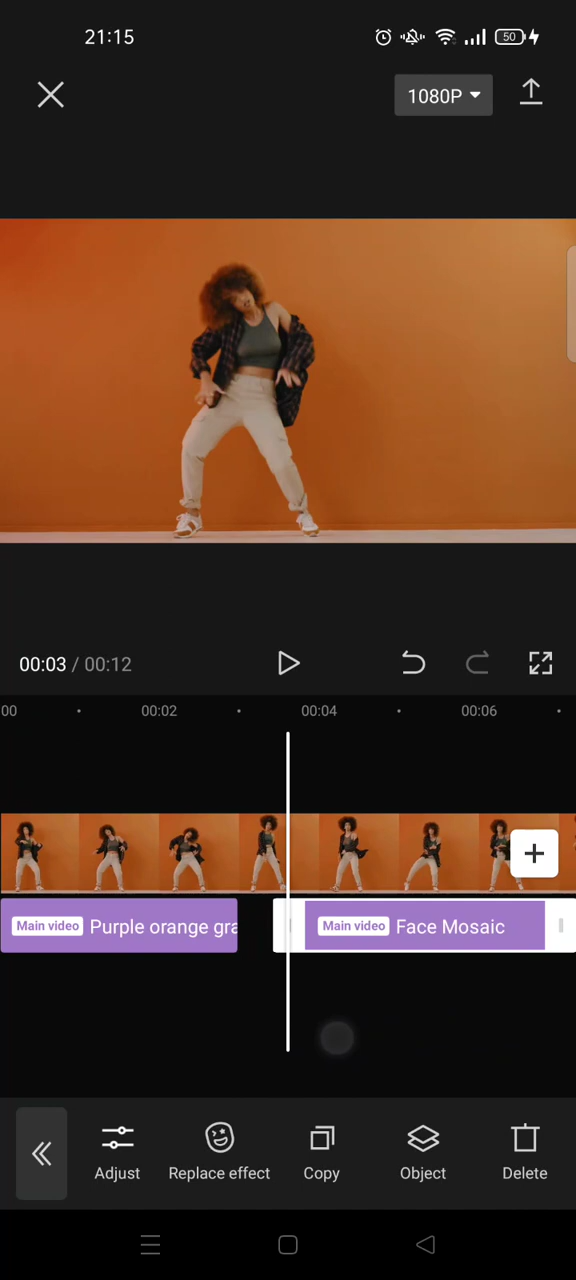 21:15
50
1080P
00:03 / 00:12
00
00:02
00:04
00:06
Main video Purple orange gra
Main video Face Mosaic
Adjust
Replace effect
Copy
Object
Delete